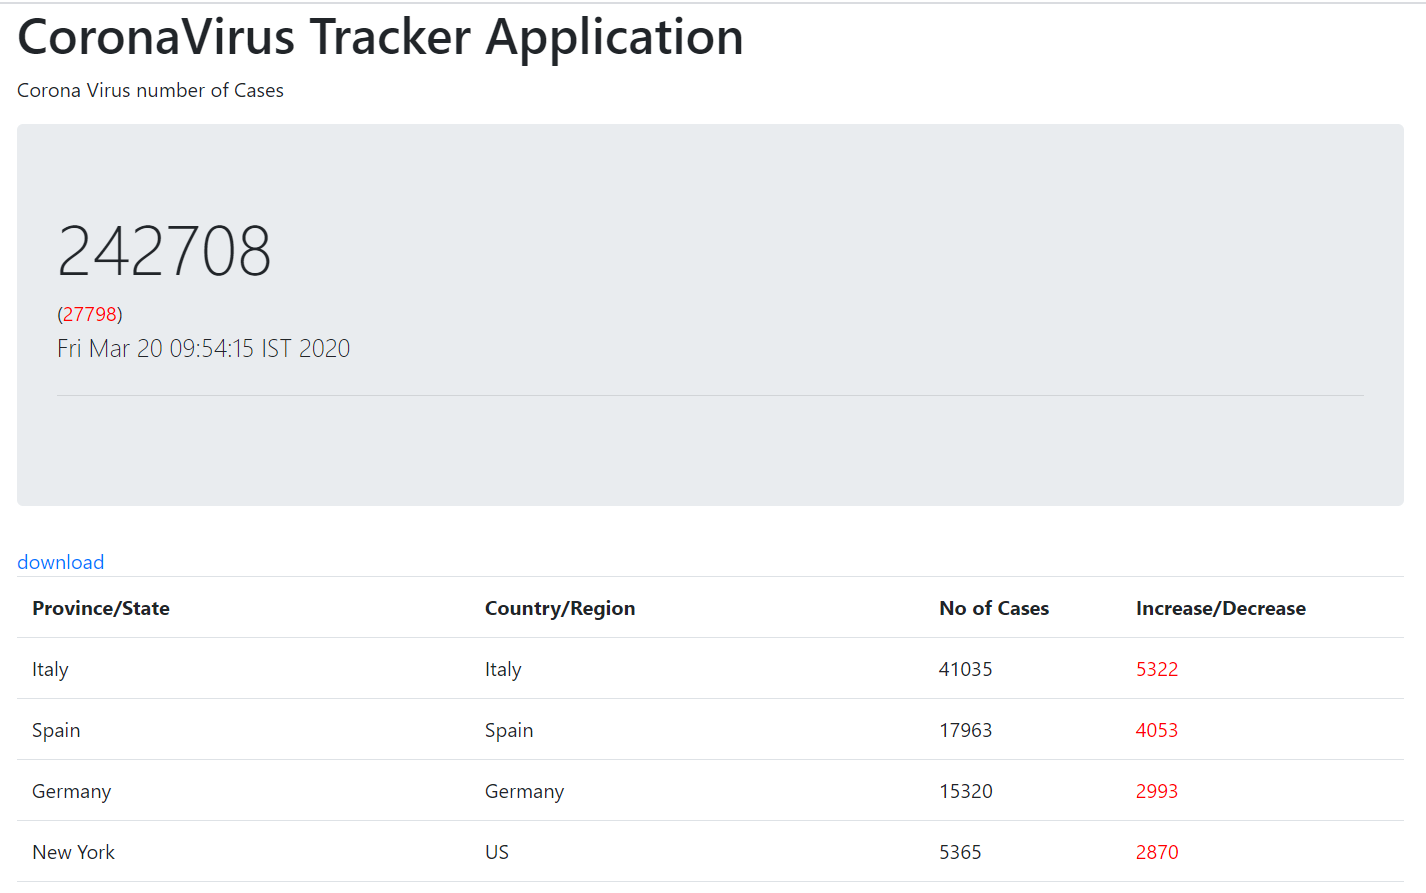 CoronaVirus Tracker Application
Corona Virus number of Cases
242708
(27798)
Fri Mar 20 09:54:15 IST 2020
download
Province/State Country/Region No of Cases Increase/Decrease
Italy Italy 41035 5322
Spain Spain 17963 4053
Germany Germany 15320 2993
New York US 5365 2870